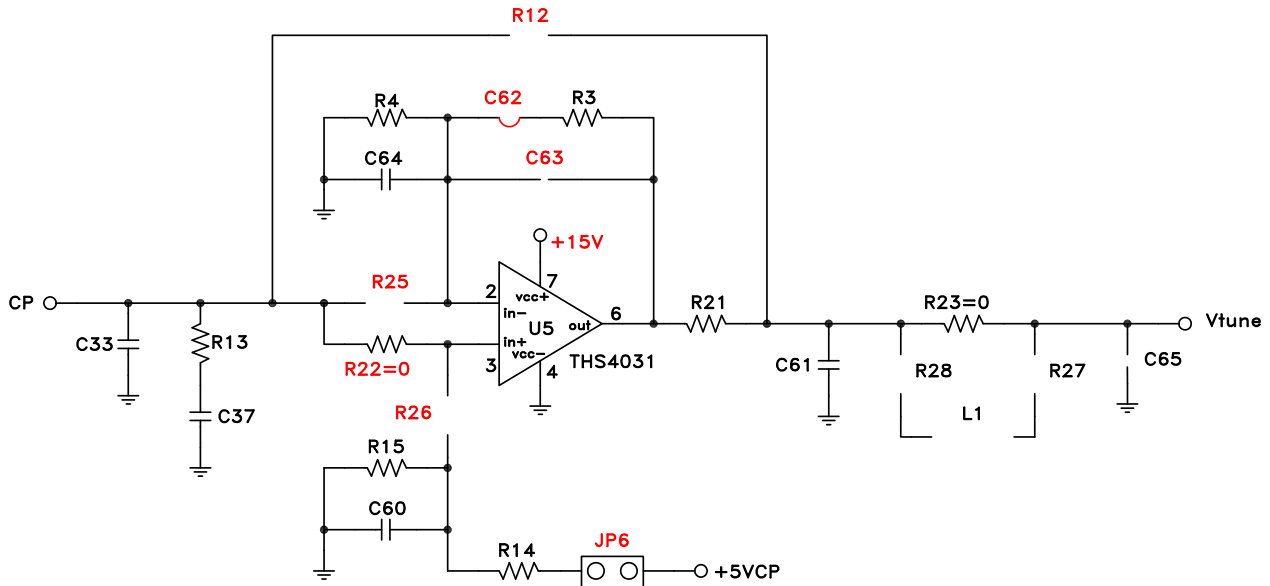 R12
R4
C62
R3
C64
C63
+15V
7
CP
R25
2
vcc+
in-
U5
out
6
R21
R23=0
Vtune
C33
R13
R22=0
in+
vcc-
3
4
THS4031
C61
R28
R27
C65
C37
R26
L1
R15
C60
R14
JP6
+5VCP